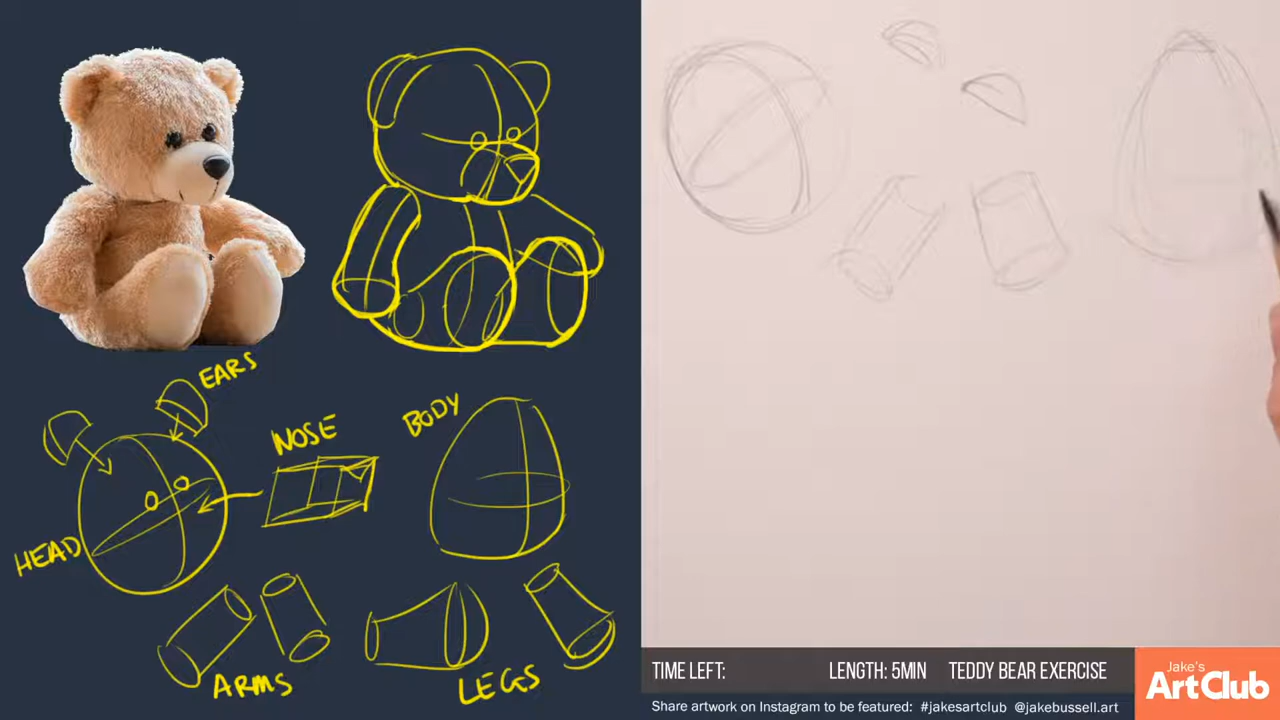 EARS
NOSE
BODY
HEAD
ARMS
LEGS
TIME LEFT:
LENGTH: 5MIN
TEDDY BEAR EXERCISE
Share artwork on Instagram to be featured: #jakesartclub @jakebussell.art
Jake's
ArtClub